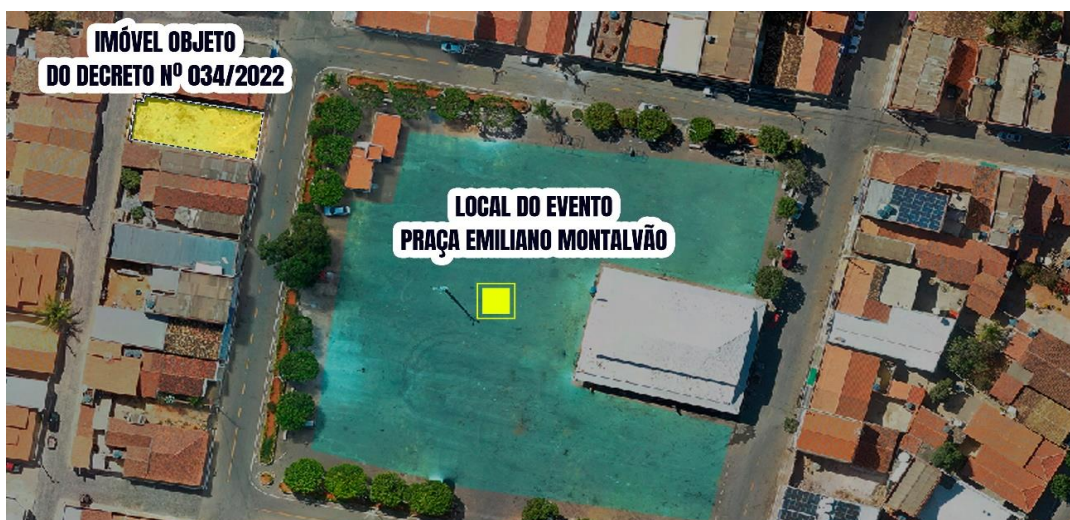 IMÓVEL OBJETO
DO DECRETO Nº 034/2022
LOCAL DO EVENTO
PRAÇA EMILIANO MONTALVÃO